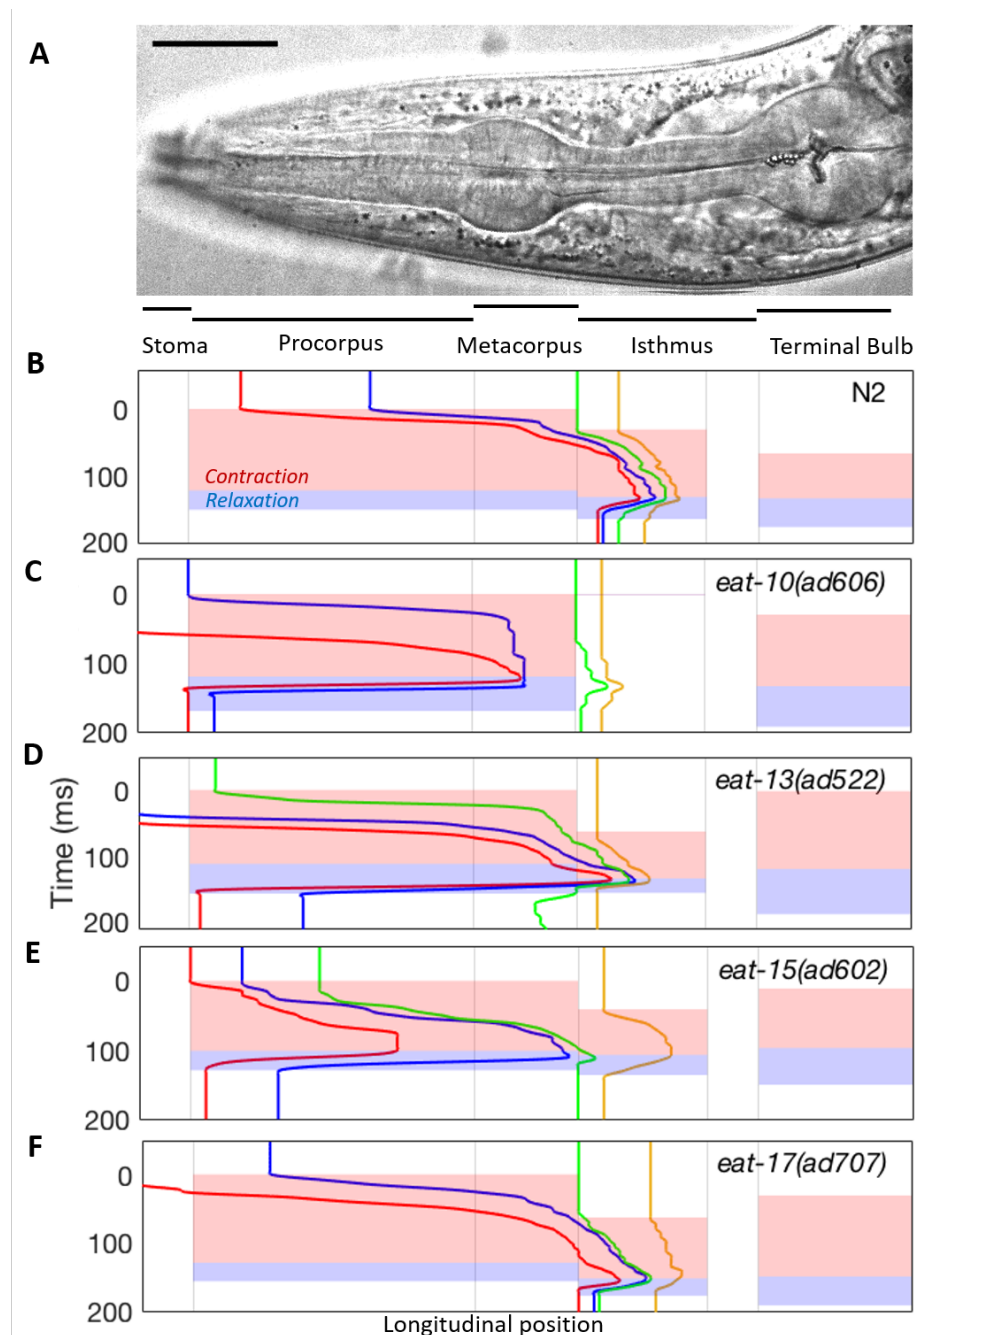 A
Stoma Procorpus Metacorpus Isthmus Terminal Bulb
B
N2
0
100
200
Contraction
Relaxation
C
eat-10(ad606)
0
100
200
D
eat-13(ad522)
0
100
200
Time (ms)
E
eat-15(ad602)
0
100
200
F
eat-17(ad707)
0
100
200
Longitudinal position